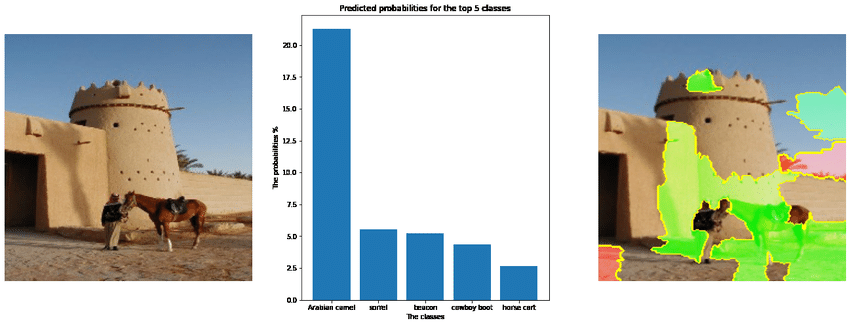 Predicted probabilities for the top 5 classes
The probabilities %
20.0
17.5
15.0
12.5
10.0
7.5
5.0
2.5
0.0
Arabian camel sorrel beacon cowboy boot horse cart
The classes